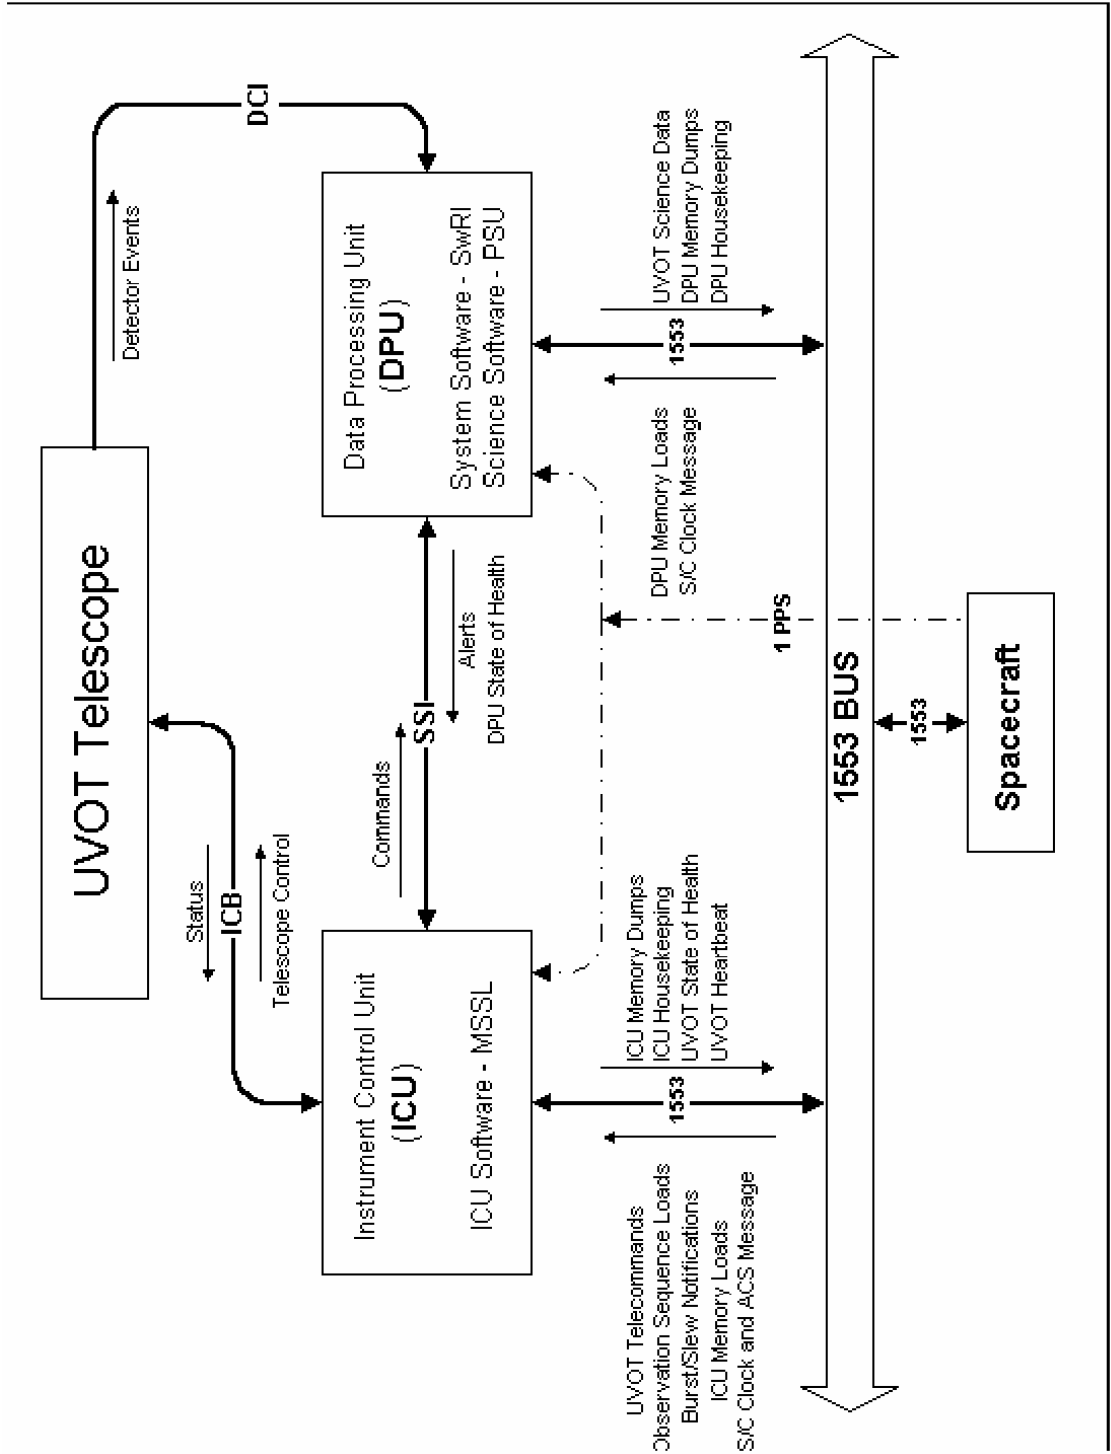 UVOT Telescope
Status
ICB
Telescope Control
Detector Events
DCI
Instrument Control Unit
(ICU)
ICU Software - MSSL
Commands
SSI
Alerts
DPU State of Health
Data Processing Unit
(DPU)
System Software - SwRI
Science Software - PSU
UVOT Telecommands
Observation Sequence Loads
Burst/Slew Notifications
ICU Memory Loads
S/C Clock and ACS Message
1553
ICU Memory Dumps
ICU Housekeeping
UVOT State of Health
UVOT Heartbeat
DPU Memory Loads
S/C Clock Message
1553
UVOT Science Data
DPU Memory Dumps
DPU Housekeeping
1 PPS
1553 BUS
1553
Spacecraft